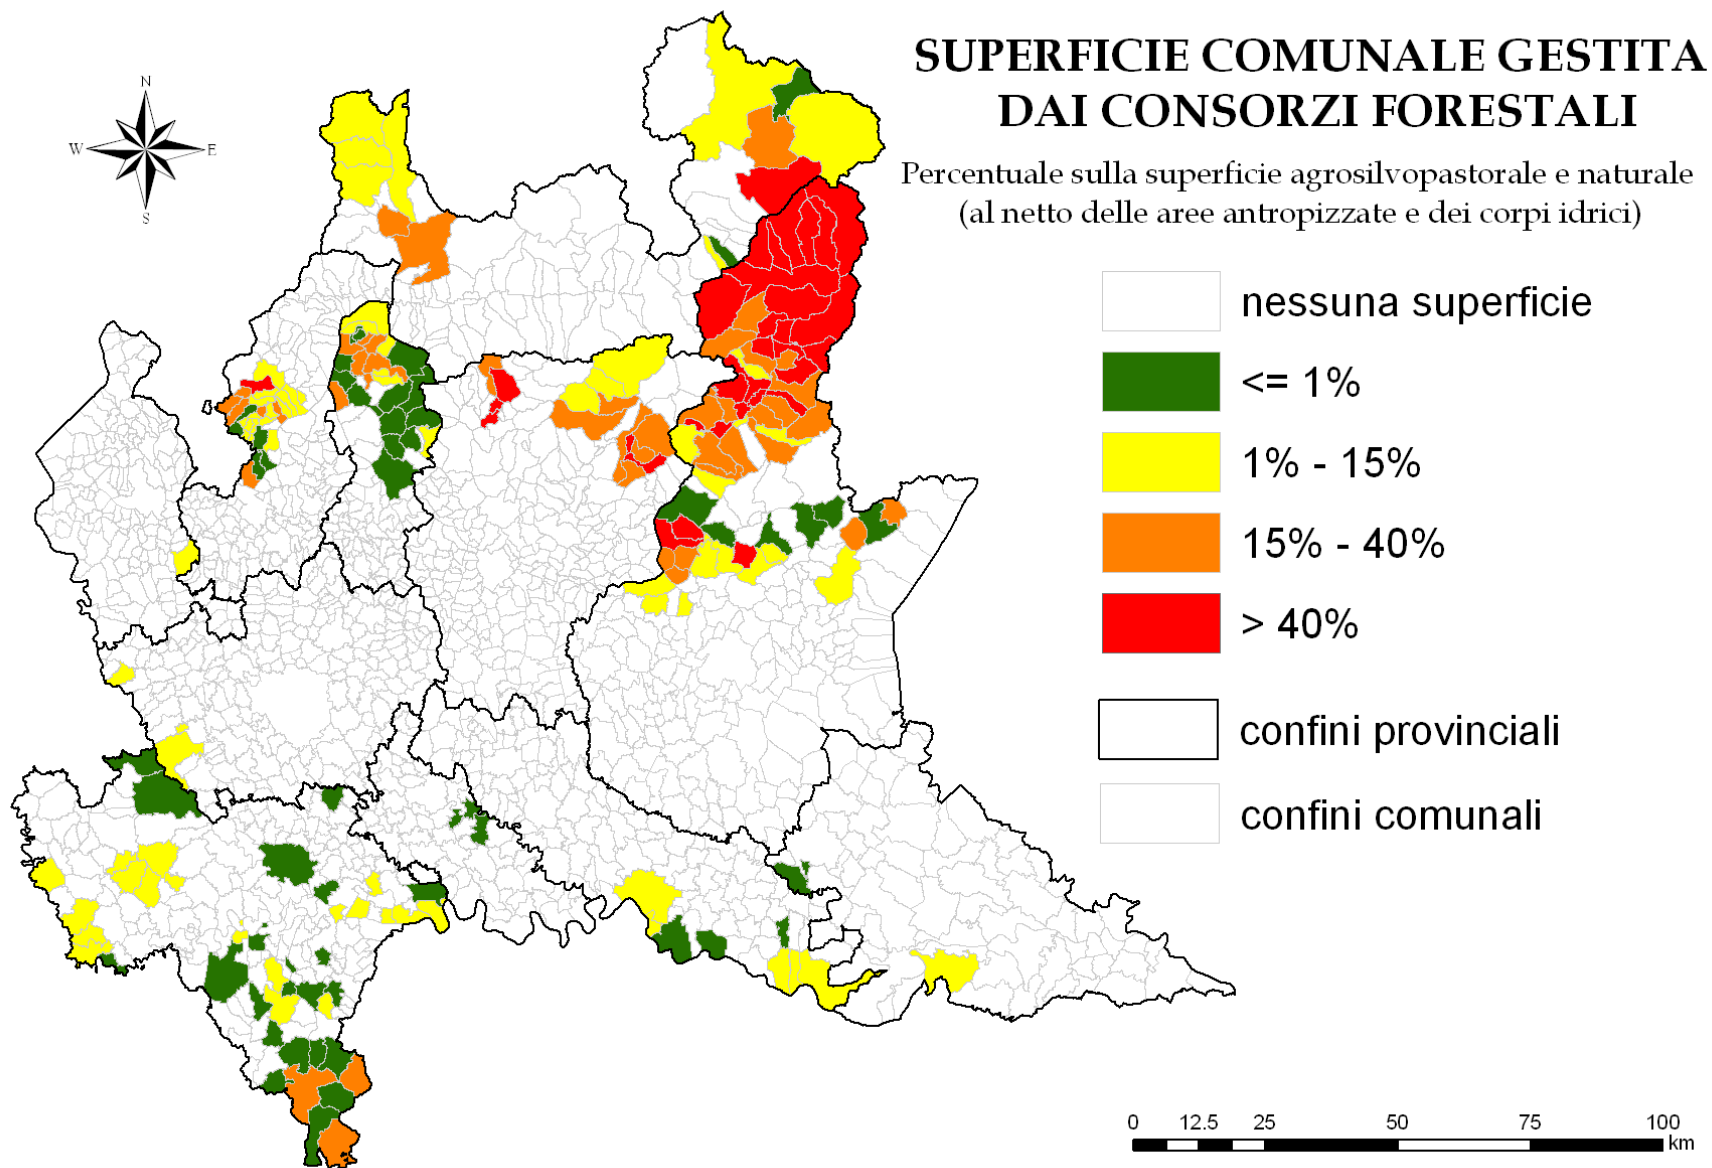 SUPERFICIE COMUNALE GESTITA
DAI CONSORZI FORESTALI
Percentuale sulla superficie agrosilvopastorale e naturale
(al netto delle aree antropizzate e dei corpi idrici)
N
W E
S
nessuna superficie
<= 1%
1% - 15%
15% - 40%
> 40%
confini provinciali
confini comunali
0 12.5 25 50 75 100
km